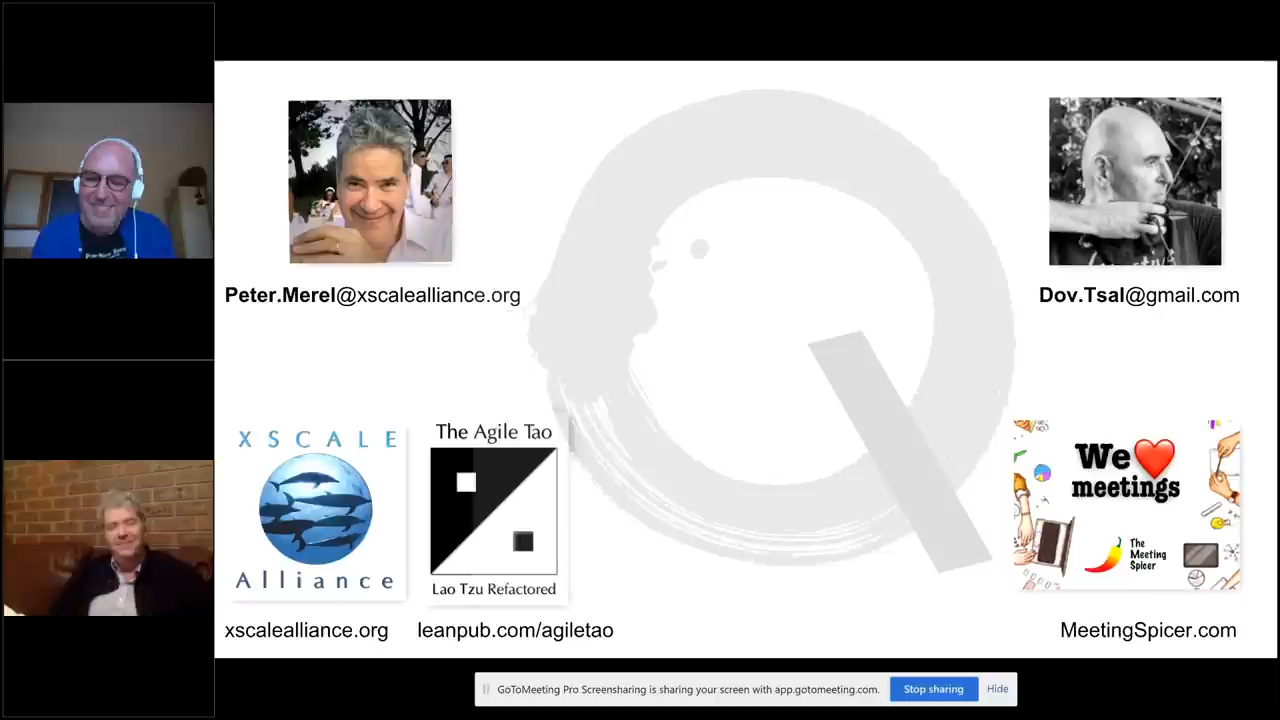 Peter.Merel@xscalealliance.org
Dov.Tsal@gmail.com
XSCALE
Alliance
The Agile Tao
Lao Tzu Refactored
We
meetings
The
Meeting
Spicer
xscalealliance.org
leanpub.com/agiletao
MeetingSpicer.com
GoToMeeting Pro Screensharing is sharing your screen with app.gotomeeting.com.
Stop sharing
Hide